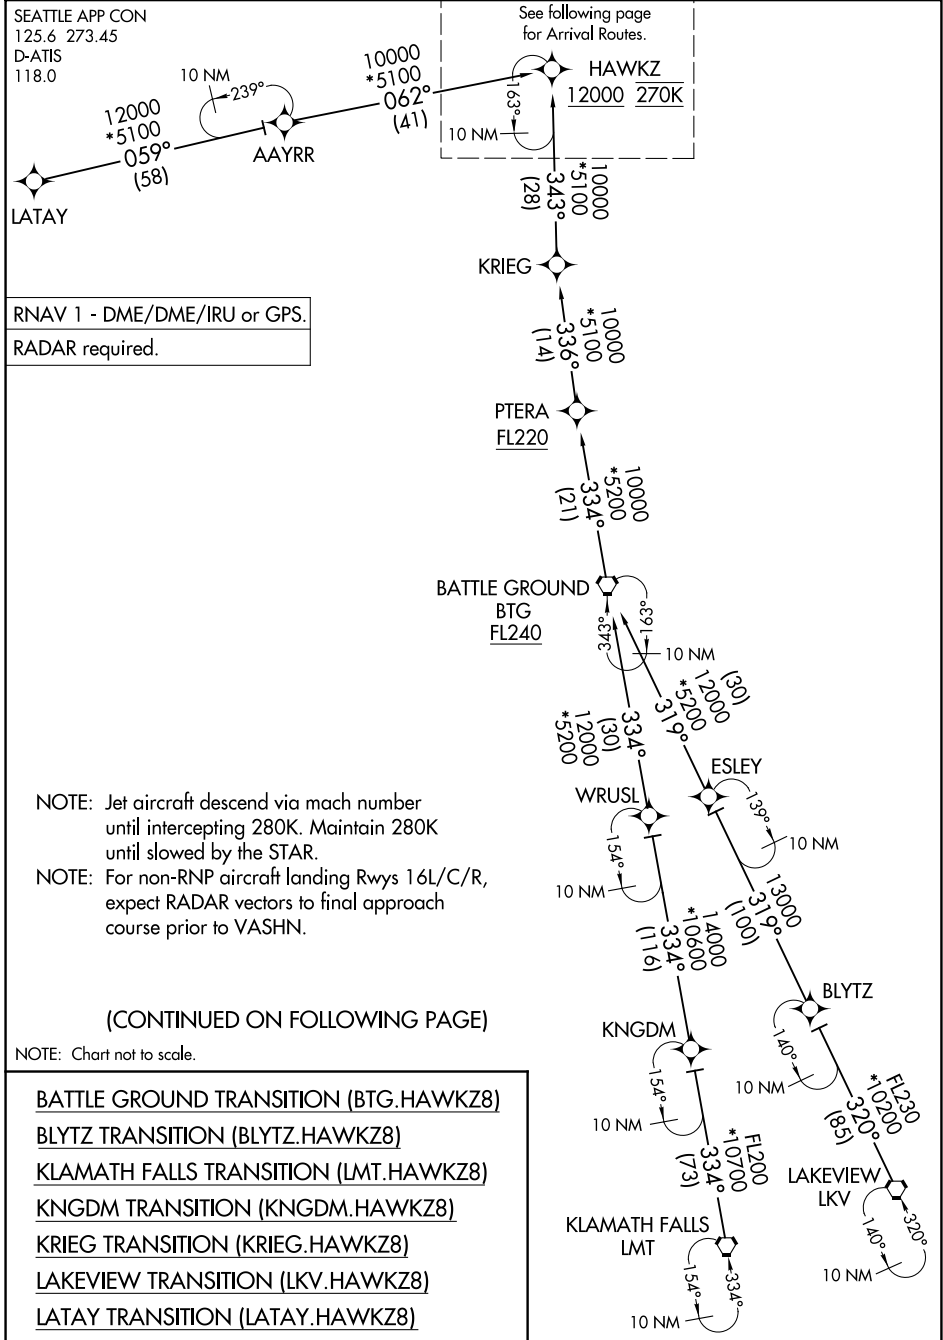 SEATTLE APP CON
125.6 273.45
D-ATIS
118.0
See following page
for Arrival Routes.
HAWKZ
12000 270K
163°
10 NM
10000
*5100
062°
(41)
10 NM
239°
AAYRR
12000
*5100
059°
(58)
LATAY
10000
*5100
343°
(28)
KRIEG
RNAV 1 - DME/DME/IRU or GPS.
RADAR required.
10000
*5100
336°
(14)
PTERA
FL220
10000
*5200
334°
(21)
BATTLE GROUND
BTG
FL240
343°
163°
10 NM
(30)
12000
*5200
319°
334°
(30)
12000
*5200
ESLEY
139°
10 NM
WRUSL
154°
10 NM
NOTE: Jet aircraft descend via mach number
until intercepting 280K. Maintain 280K
until slowed by the STAR.
NOTE: For non-RNP aircraft landing Rwys 16L/C/R,
expect RADAR vectors to final approach
course prior to VASHN.
13000
319°
(100)
14000
*10600
334°
(116)
BLYTZ
140°
10 NM
KNGDM
154°
10 NM
(CONTINUED ON FOLLOWING PAGE)
NOTE: Chart not to scale.
FL230
*10200
320°
(85)
FL200
*10700
334°
(73)
LAKEVIEW
LKV
140°
320°
10 NM
KLAMATH FALLS
LMT
154°
334°
10 NM
BATTLE GROUND TRANSITION (BTG.HAWKZ8)
BLYTZ TRANSITION (BLYTZ.HAWKZ8)
KLAMATH FALLS TRANSITION (LMT.HAWKZ8)
KNGDM TRANSITION (KNGDM.HAWKZ8)
KRIEG TRANSITION (KRIEG.HAWKZ8)
LAKEVIEW TRANSITION (LKV.HAWKZ8)
LATAY TRANSITION (LATAY.HAWKZ8)